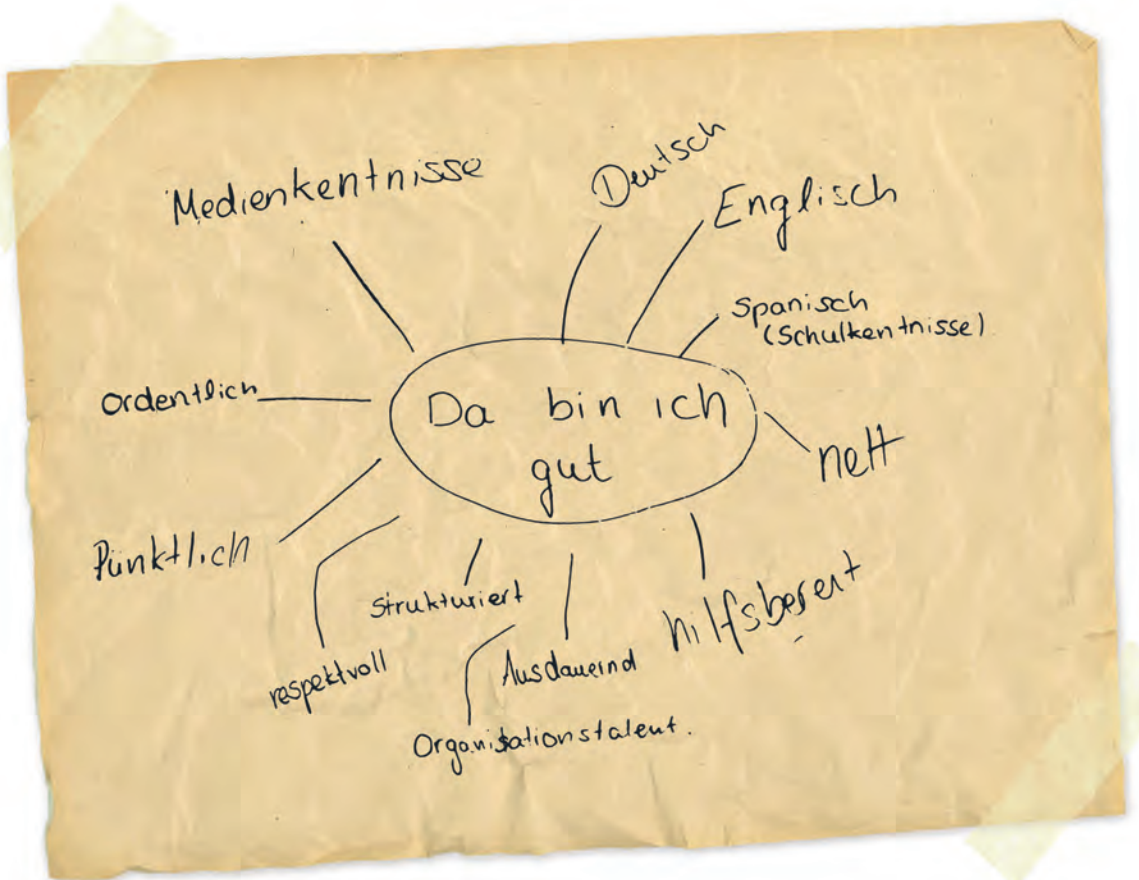 Medienkentnisse
Deutsch
Englisch
Spanisch
(Schulkentnisse)
ordentlich
Da bin ich
gut
nett
Pünktlich
hilfsbereit
strukturiert
respektvoll
Ausdauernd
Organisationstalent.